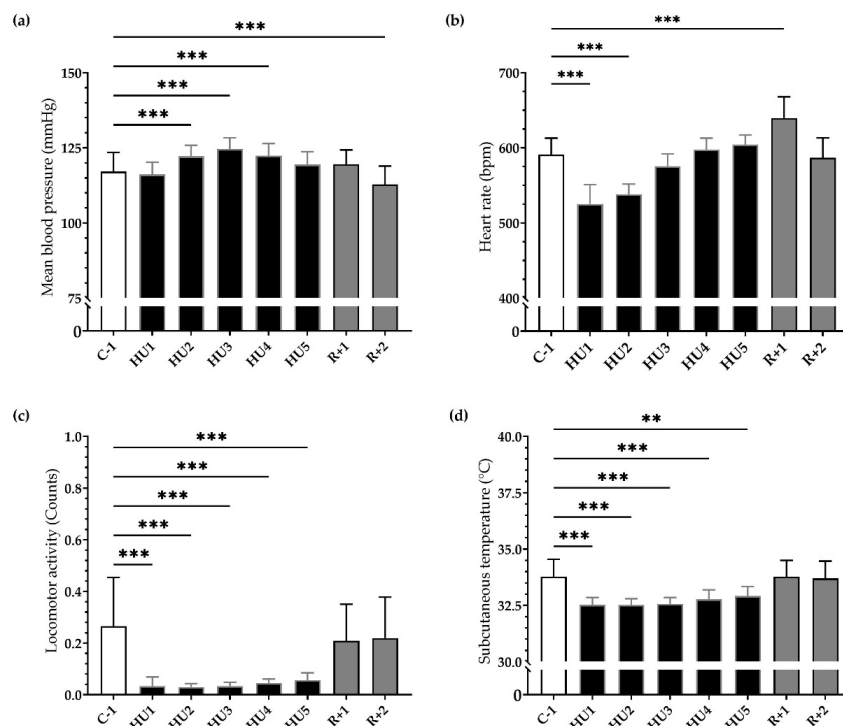 (a)
***
***
***
***
Mean blood pressure (mmHg)
150
125
100
75
0
C-1
HU1
HU2
HU3
HU4
HU5
R+1
R+2
(b)
***
***
***
Heart rate (bpm)
700
600
500
400
0
C-1
HU1
HU2
HU3
HU4
HU5
R+1
R+2
(c)
***
***
***
***
***
Locomotor activity (Counts)
1.0
0.8
0.6
0.4
0.2
0.0
C-1
HU1
HU2
HU3
HU4
HU5
R+1
R+2
(d)
**
***
***
***
***
Subcutaneous temperature (°C)
40.0
37.5
35.0
32.5
30.0
0
C-1
HU1
HU2
HU3
HU4
HU5
R+1
R+2